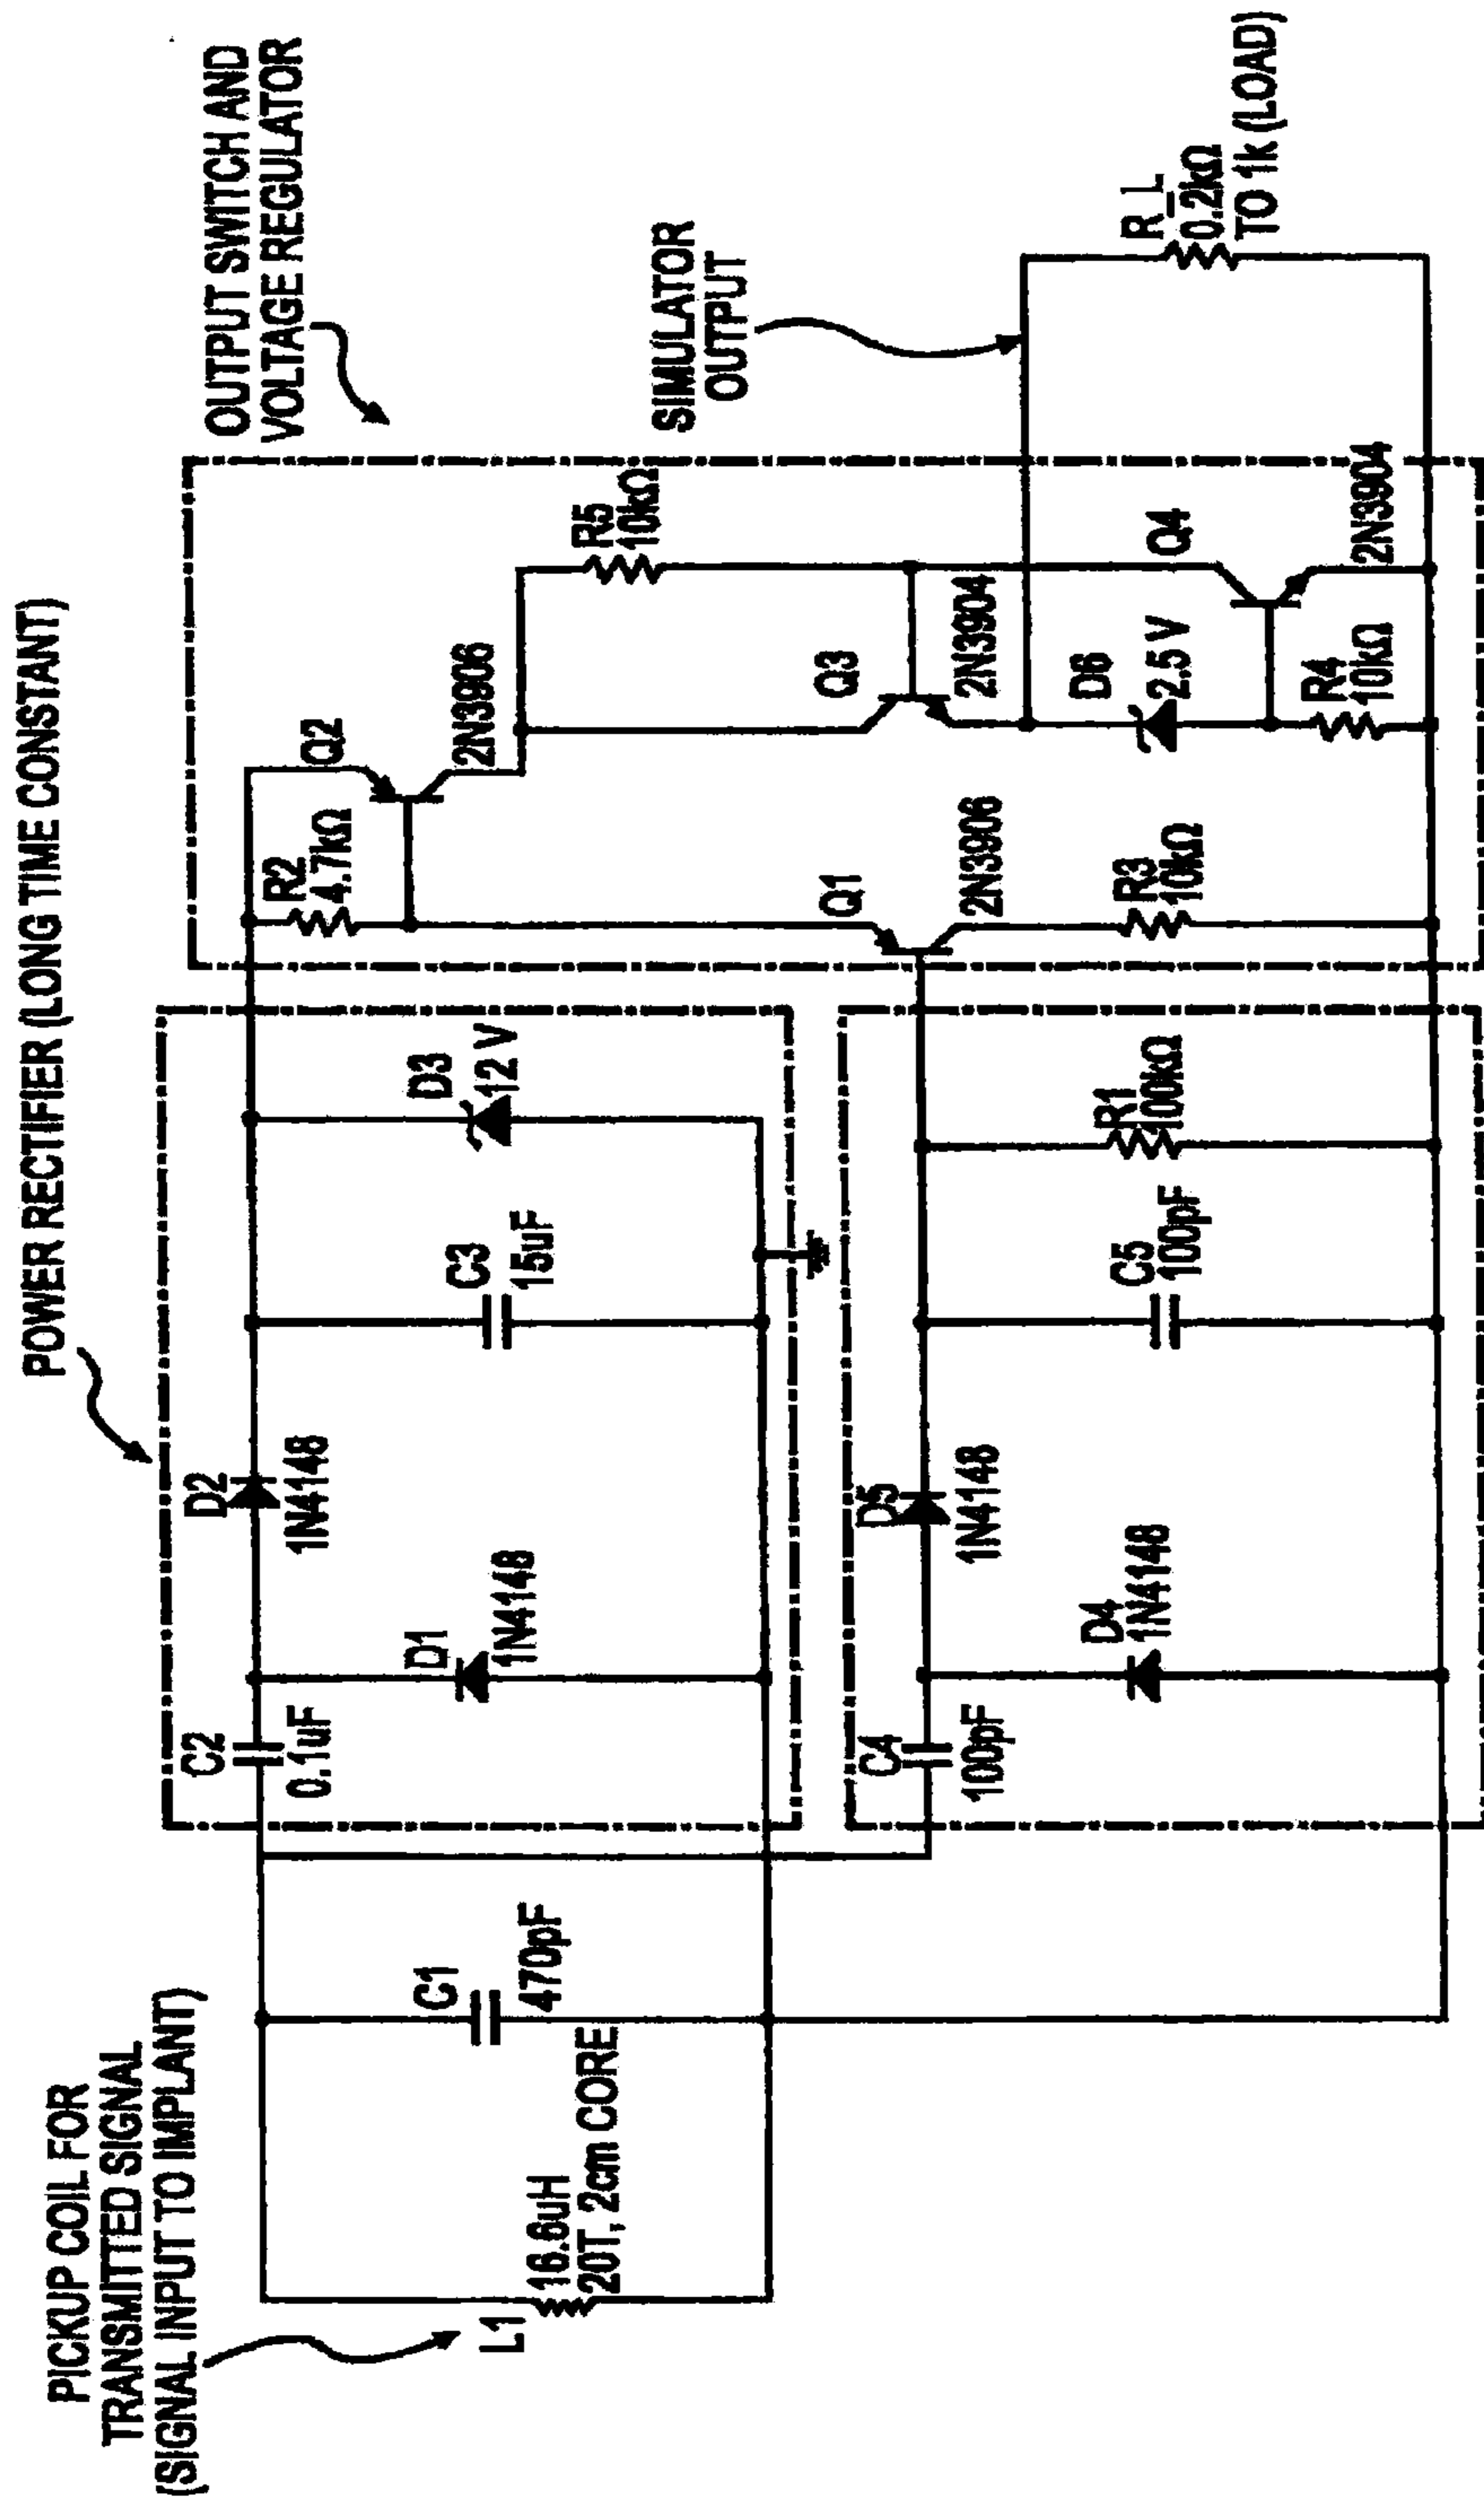 POWER RECTIFIER (LONG TIME CONSTANT)
PICKUP COIL FOR
TRANSMITTED SIGNAL
(SIGNAL INPUT TO IMPLANT)
OUTPUT SWITCH AND
VOLTAGE REGULATOR
SIMULATOR
OUTPUT
L1
16.8uH
20T, 2cm CORE
C1
470pF
C2
0.1uF
D1
1N4148
D2
1N4148
C3
15uF
D3
12 V
C4
100pF
D4
1N4148
D5
1N4148
C5
100pF
R1
100kΩ
R2
4.7kΩ
Q2
2N3906
Q1
2N3906
R3
10kΩ
R5
10kΩ
Q3
2N3904
D6
2.5 V
Q4
2N3904
R4
10kΩ
R_L
0.2kΩ
TO 1K (LOAD)